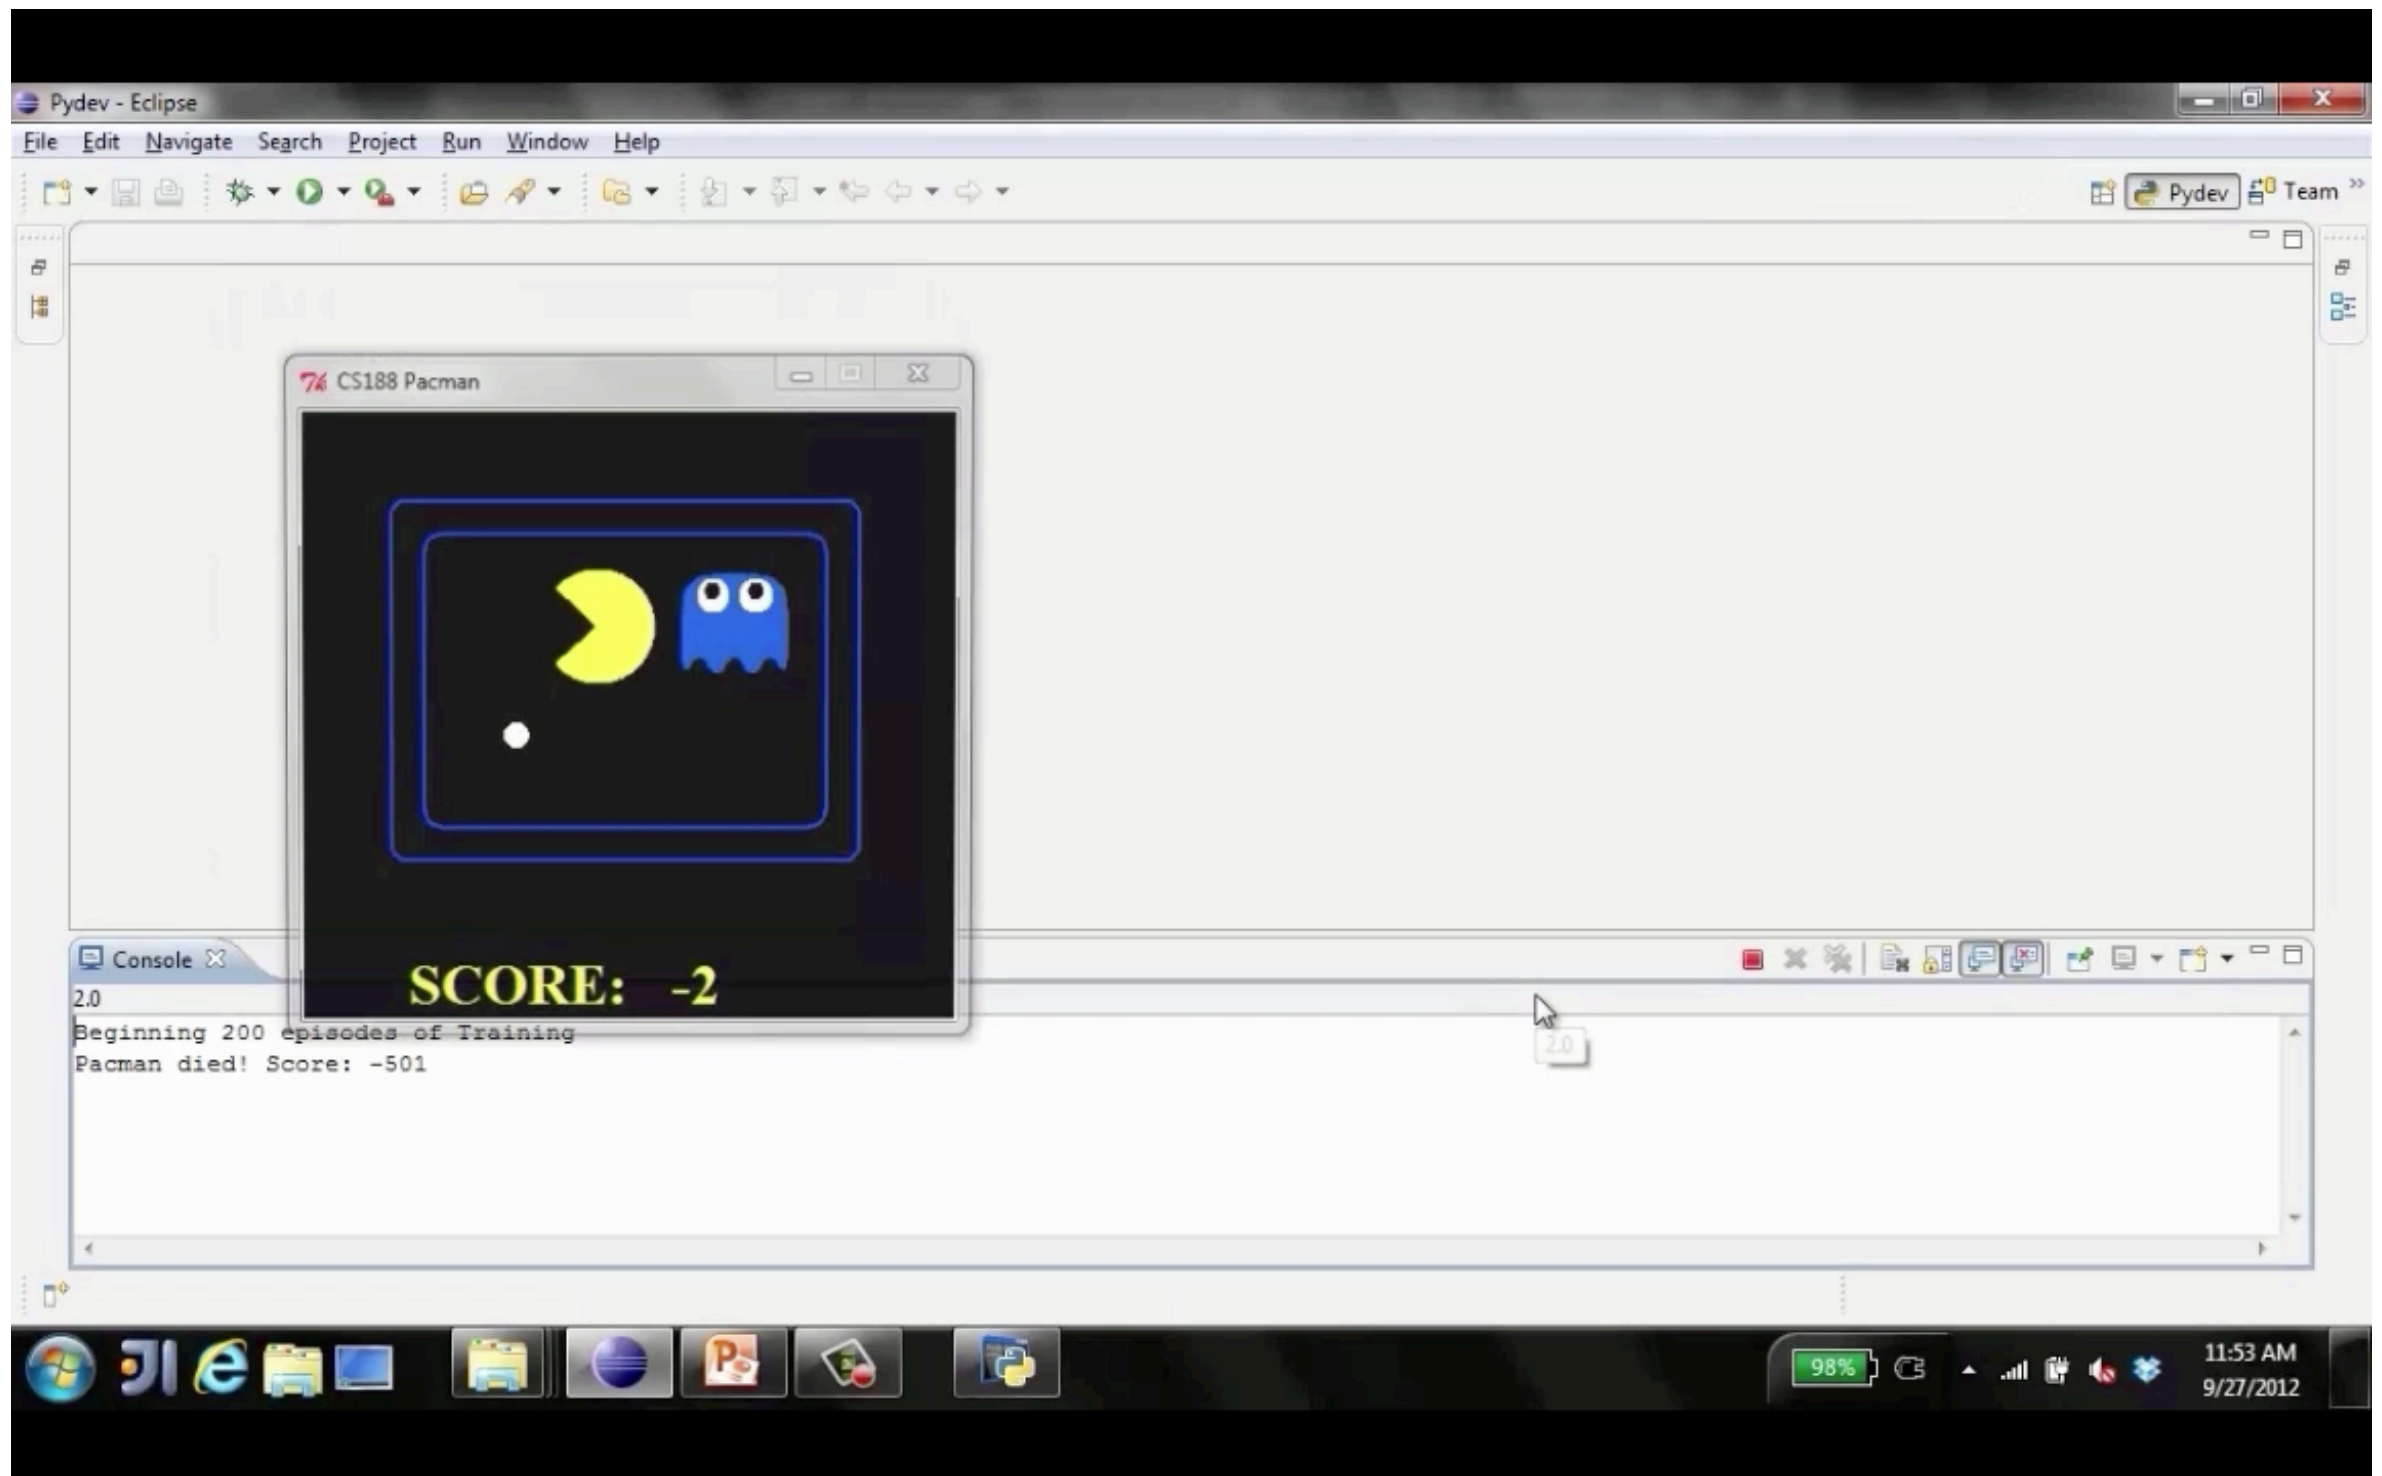 Pydev - Eclipse
File Edit Navigate Search Project Run Window Help
Pydev Team
CS188 Pacman
SCORE: -2
Console
2.0
Beginning 200 episodes of Training
Pacman died! Score: -501
2.0
98%
11:53 AM
9/27/2012